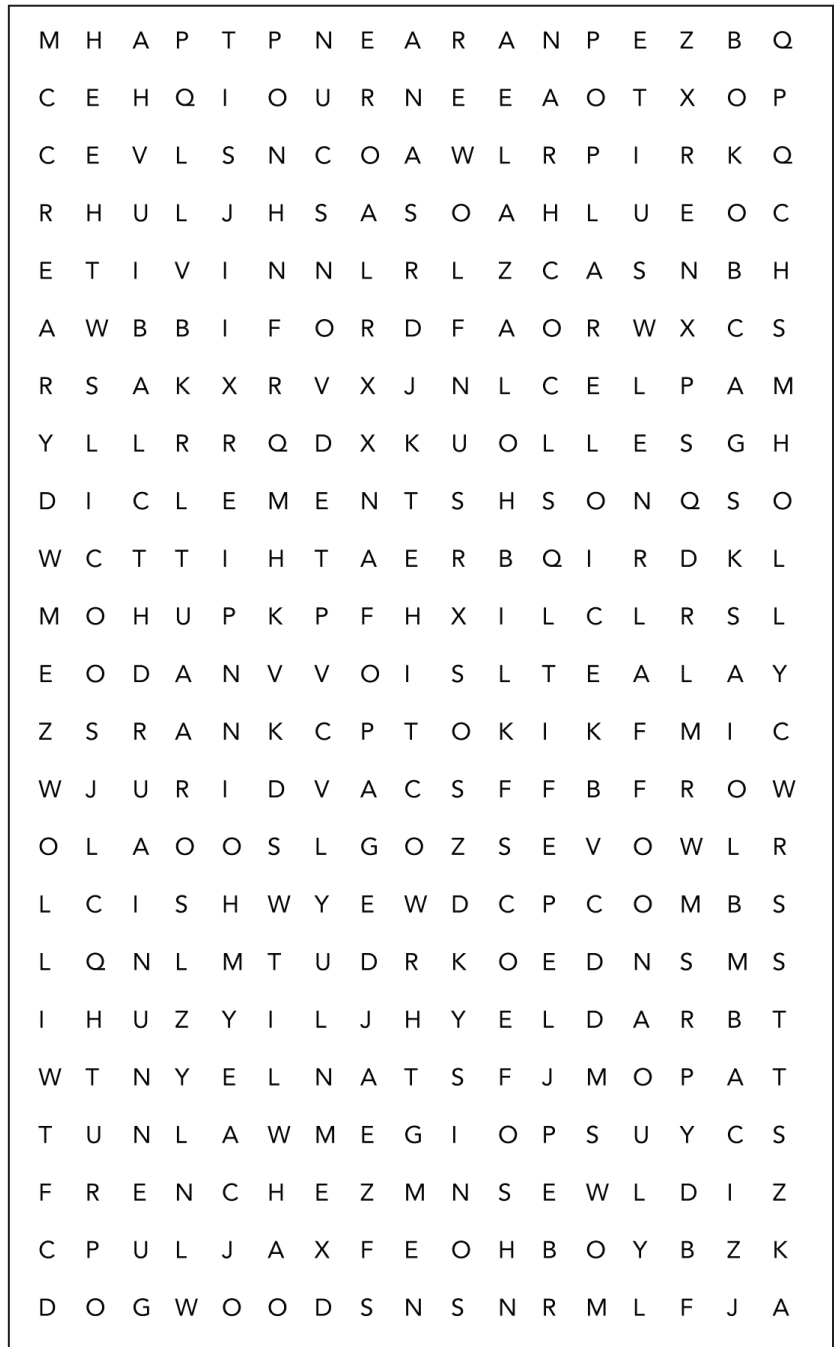 M H A P T P N E A R A N P E Z B Q
C E H Q I O U R N E E A O T X O P
C E V L S N C O A W L R P I R K Q
R H U L J H S A S O A H L U E O C
E T I V I N N L R L Z C A S N B H
A W B B I F O R D F A O R W X C S
R S A K X R V X J N L C E L P A M
Y L L R R Q D X K U O L L E S G H
D I C L E M E N T S H S O N Q S O
W C T T I H T A E R B Q I R D K L
M O H U P K P F H X I L C L R S L
E O D A N V V O I S L T E A L A Y
Z S R A N K C P T O K I K F M I C
W J U R I D V A C S F F B F R O W
O L A O O S L G O Z S E V O W L R
L C I S H W Y E W D C P C O M B S
L Q N L M T U D R K O E D N S M S
I H U Z Y I L J H Y E L D A R B T
W T N Y E L N A T S F J M O P A T
T U N L A W M E G I O P S U Y C S
F R E N C H E Z M N S E W L D I Z
C P U L J A X F E O H B O Y B Z K
D O G W O O D S N S N R M L F J A